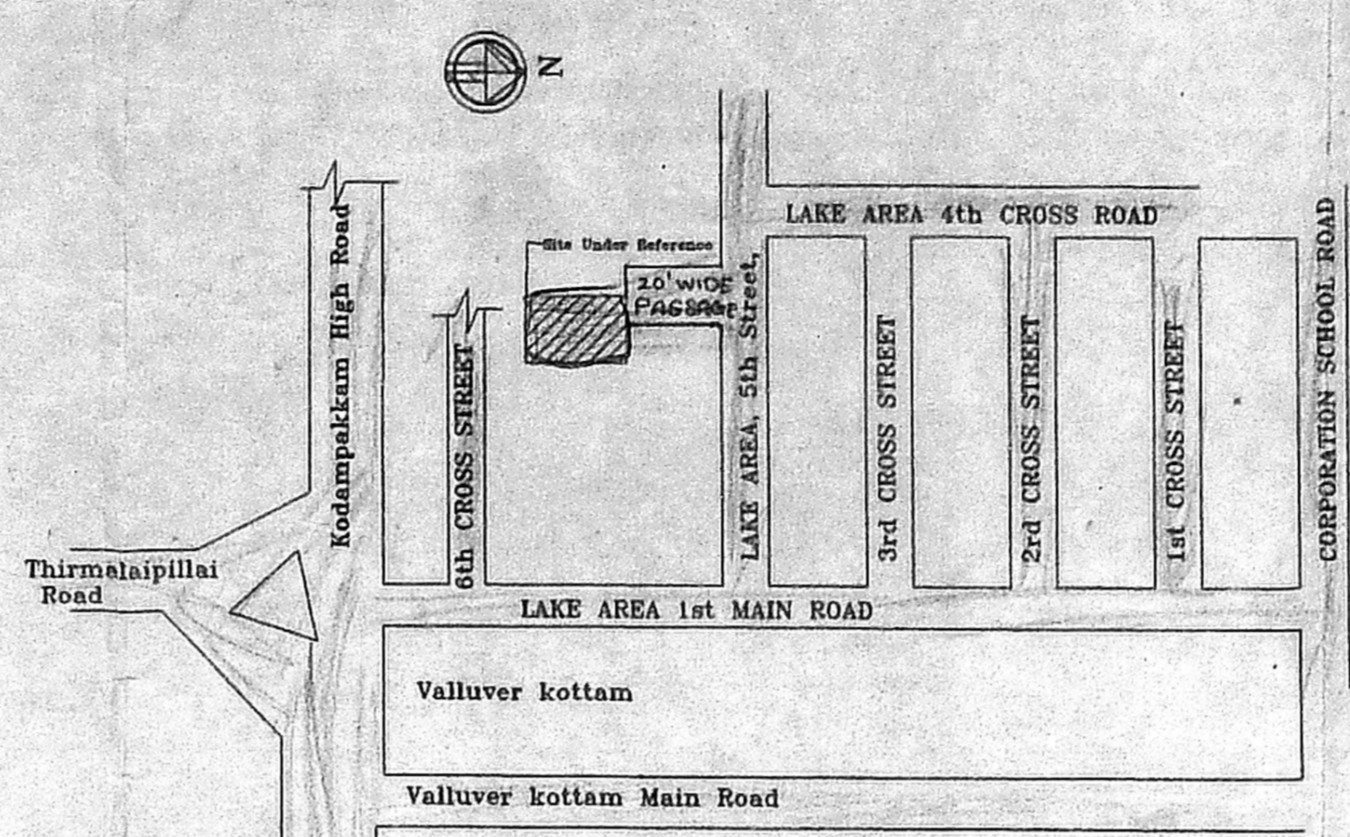 N
LAKE AREA 4th CROSS ROAD
Site Under Reference
20' WIDE
PASSAGE
Kodampakkam High Road
6th CROSS STREET
LAKE AREA, 5th Street,
3rd CROSS STREET
2rd CROSS STREET
1st CROSS STREET
CORPORATION SCHOOL ROAD
Thirmalaipillai
Road
LAKE AREA 1st MAIN ROAD
Valluver kottam
Valluver kottam Main Road